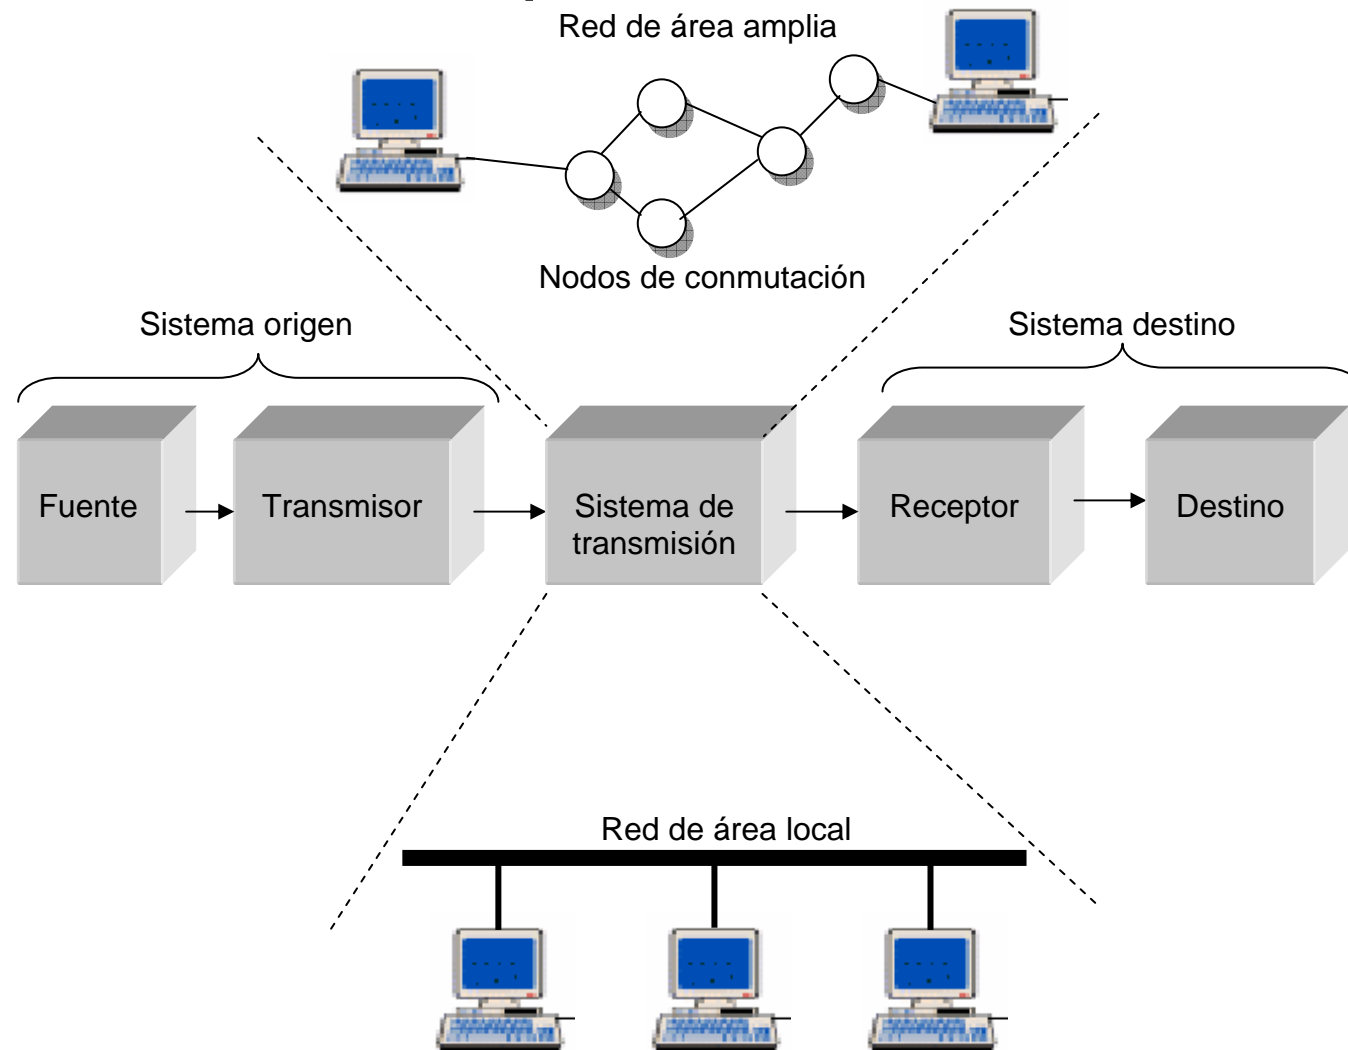 Red de área amplia
Nodos de conmutación
Sistema origen
Sistema destino
Fuente
Transmisor
Sistema de
transmisión
Receptor
Destino
Red de área local